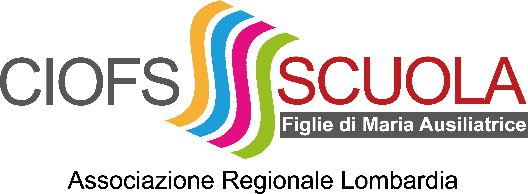 CIOFS SCUOLA
Figlie di Maria Ausiliatrice
Associazione Regionale Lombardia